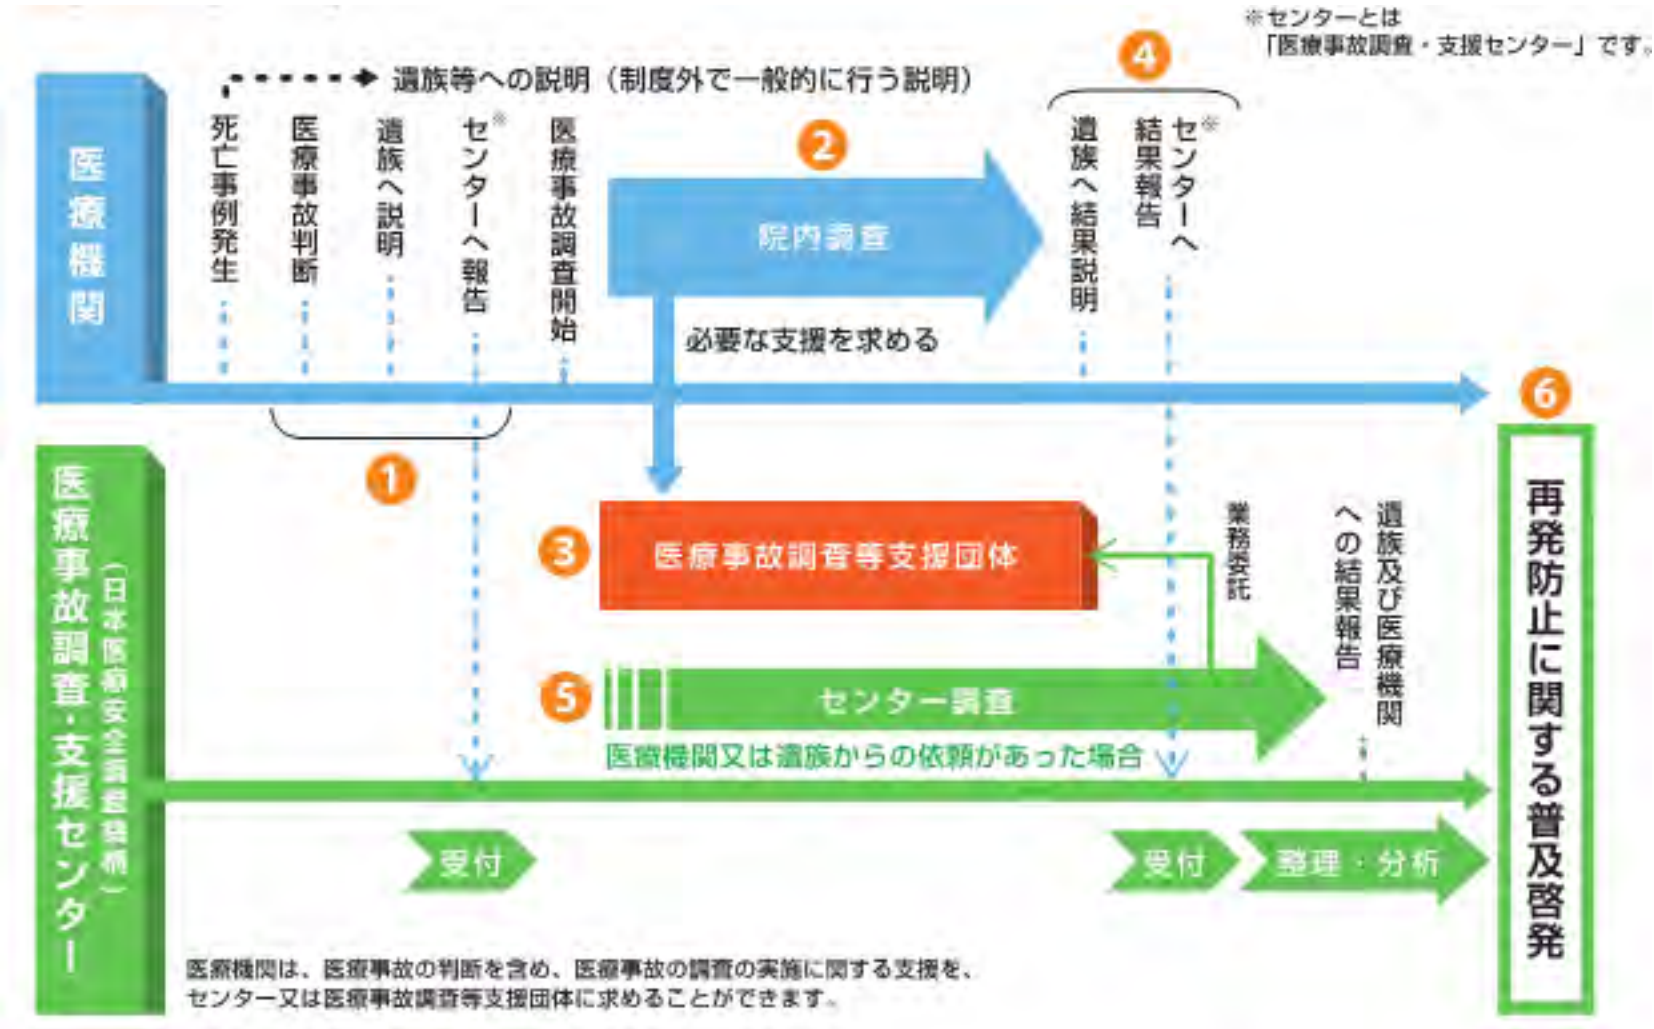 ※センターとは
「医療事故調査・支援センター」です。
遺族等への説明（制度外で一般的に行う説明）
医療機関
死亡事例発生
医療事故判断
遺族へ説明
センターへ報告※
医療事故調査開始
2
院内調査
必要な支援を求める
4
遺族へ結果説明
センターへ※
結果報告
1
6
再発防止に関する普及啓発
医療事故調査・支援センター
（日本医療安全調査機構）
3
医療事故調査等支援団体
業務委託
遺族及び医療機関
への結果報告
5
センター調査
医療機関又は遺族からの依頼があった場合
受付
受付
整理・分析
医療機関は、医療事故の判断を含め、医療事故の調査の実施に関する支援を、
センター又は医療事故調査等支援団体に求めることができます。